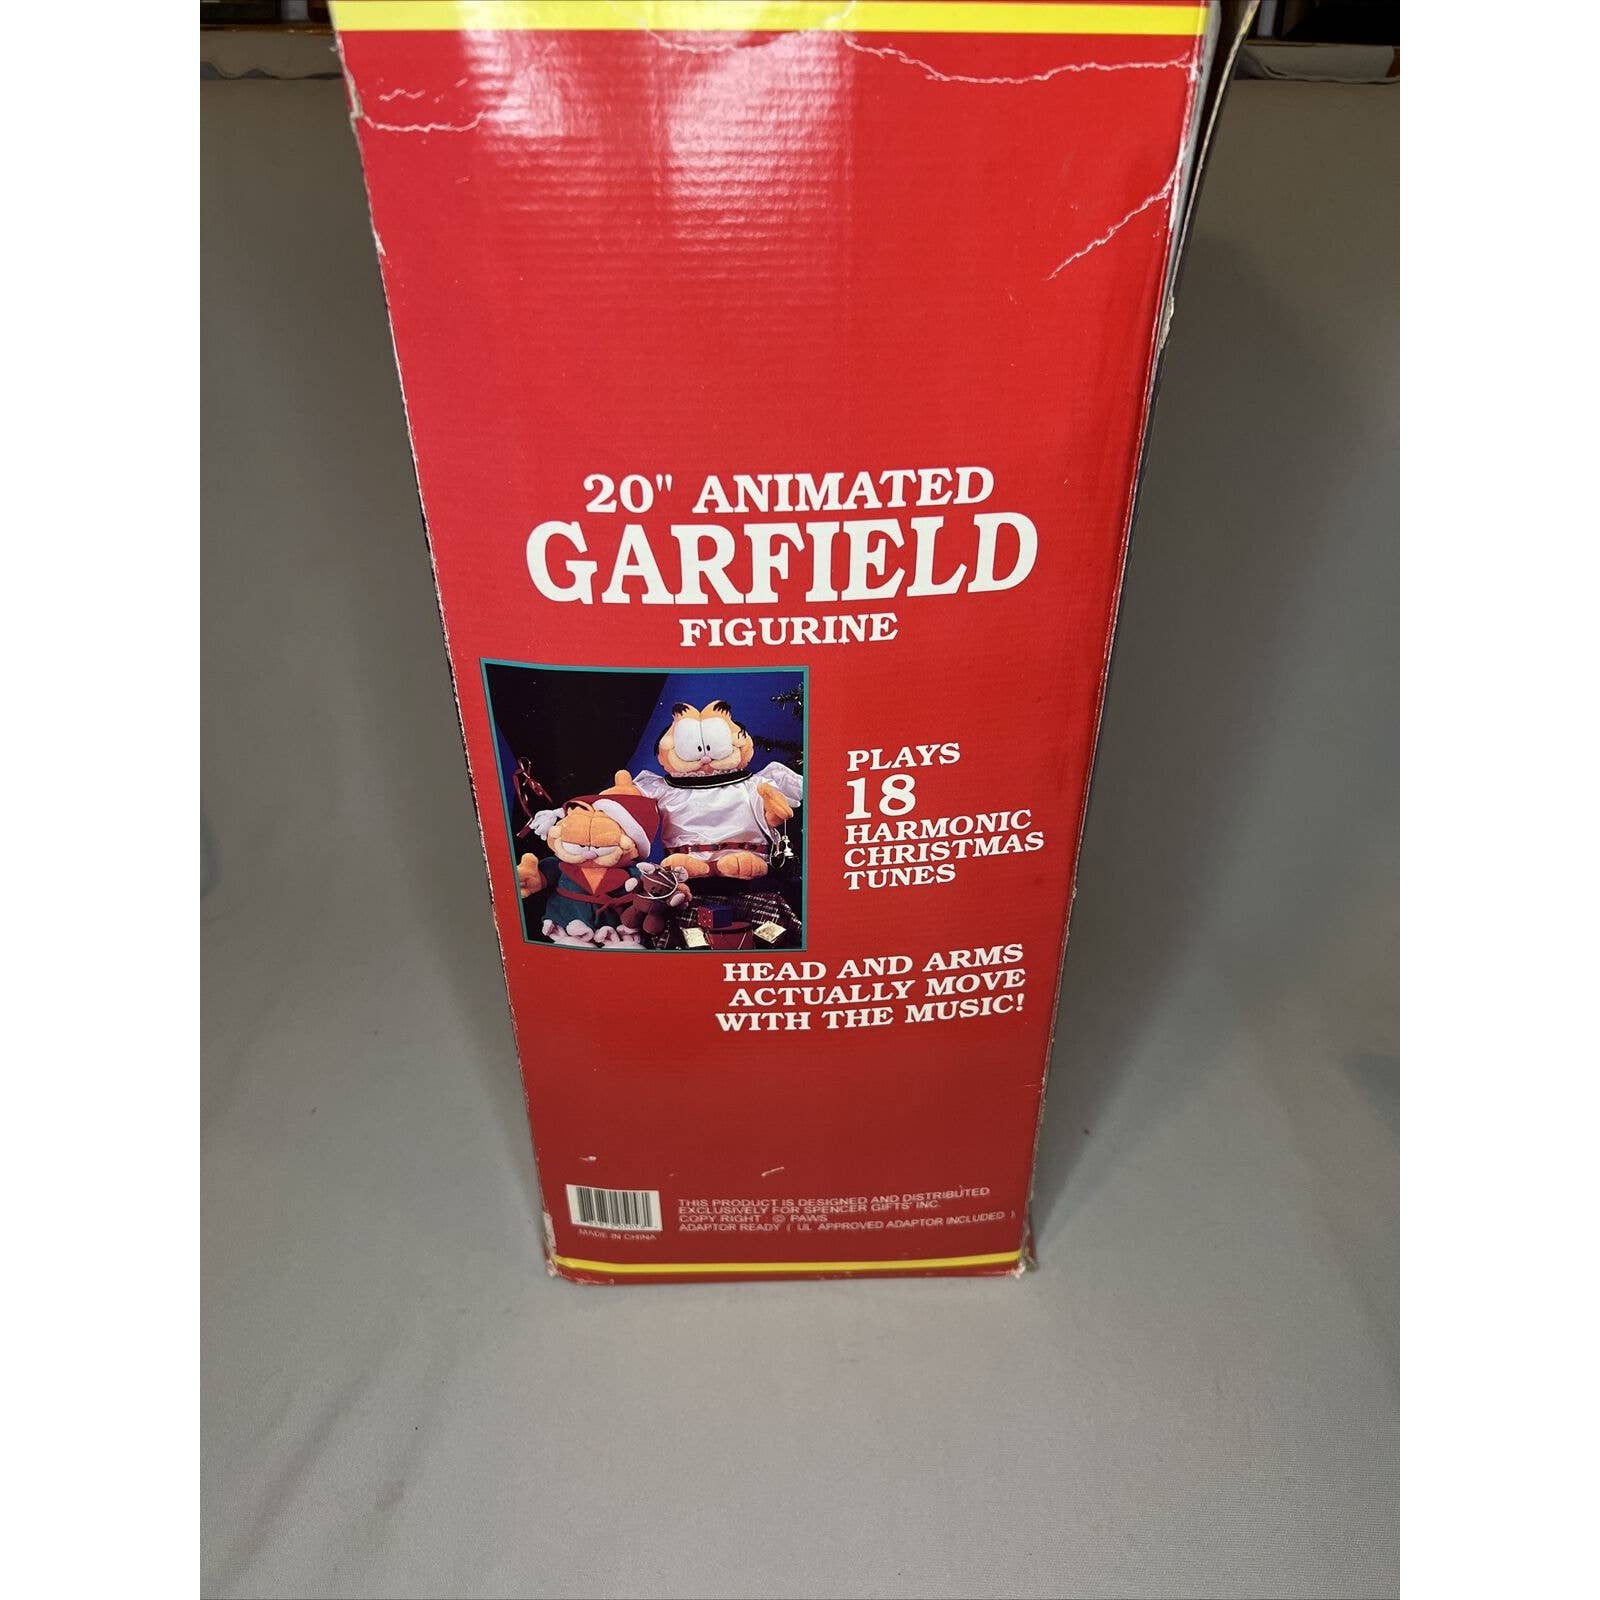 20" ANIMATED
GARFIELD
FIGURINE
PLAYS
18
HARMONIC
CHRISTMAS
TUNES
HEAD AND ARMS
ACTUALLY MOVE
WITH THE MUSIC!
MADE IN CHINA
THIS PRODUCT IS DESIGNED AND DISTRIBUTED
EXCLUSIVELY FOR SPENCER GIFTS' INC.
COPY RIGHT © PAWS
ADAPTOR READY ( UL APPROVED ADAPTOR INCLUDED )